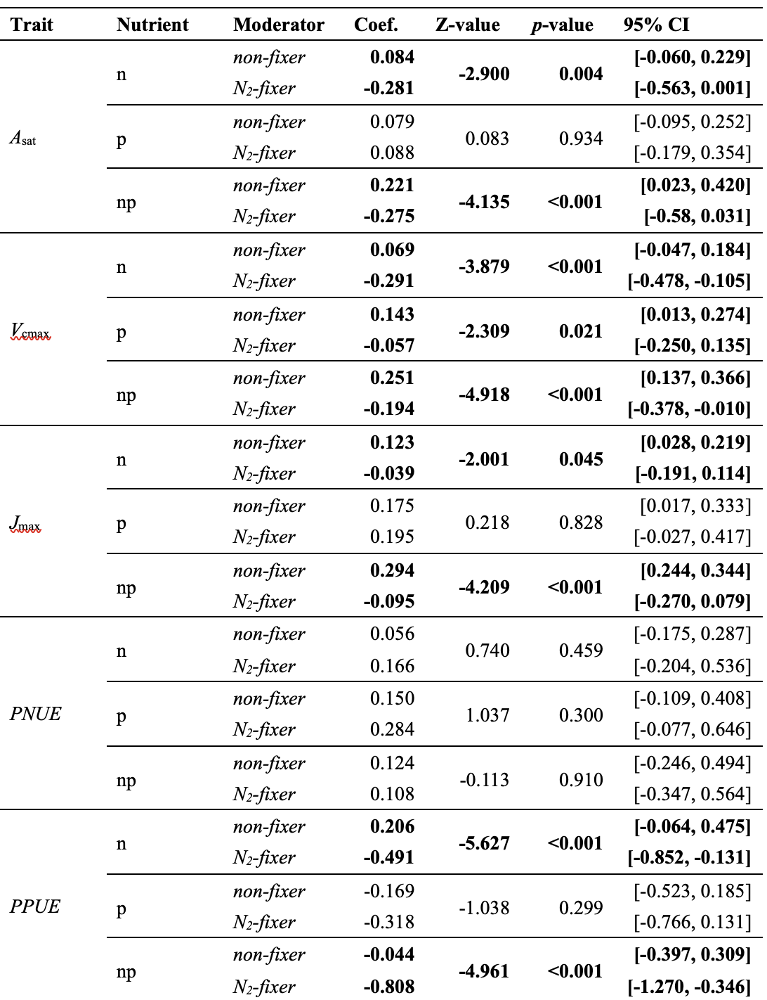 Trait Nutrient Moderator Coef. Z-value p-value 95% CI
Asat n non-fixer 0.084 -2.900 0.004 [-0.060, 0.229]
N2-fixer -0.281 [-0.563, 0.001]
p non-fixer 0.079 0.083 0.934 [-0.095, 0.252]
N2-fixer 0.088 [-0.179, 0.354]
np non-fixer 0.221 -4.135 <0.001 [0.023, 0.420]
N2-fixer -0.275 [-0.58, 0.031]
Vcmax n non-fixer 0.069 -3.879 <0.001 [-0.047, 0.184]
N2-fixer -0.291 [-0.478, -0.105]
p non-fixer 0.143 -2.309 0.021 [0.013, 0.274]
N2-fixer -0.057 [-0.250, 0.135]
np non-fixer 0.251 -4.918 <0.001 [0.137, 0.366]
N2-fixer -0.194 [-0.378, -0.010]
Jmax n non-fixer 0.123 -2.001 0.045 [0.028, 0.219]
N2-fixer -0.039 [-0.191, 0.114]
p non-fixer 0.175 0.218 0.828 [0.017, 0.333]
N2-fixer 0.195 [-0.027, 0.417]
np non-fixer 0.294 -4.209 <0.001 [0.244, 0.344]
N2-fixer -0.095 [-0.270, 0.079]
PNUE n non-fixer 0.056 0.740 0.459 [-0.175, 0.287]
N2-fixer 0.166 [-0.204, 0.536]
p non-fixer 0.150 1.037 0.300 [-0.109, 0.408]
N2-fixer 0.284 [-0.077, 0.646]
np non-fixer 0.124 -0.113 0.910 [-0.246, 0.494]
N2-fixer 0.108 [-0.347, 0.564]
PPUE n non-fixer 0.206 -5.627 <0.001 [-0.064, 0.475]
N2-fixer -0.491 [-0.852, -0.131]
p non-fixer -0.169 -1.038 0.299 [-0.523, 0.185]
N2-fixer -0.318 [-0.766, 0.131]
np non-fixer -0.044 -4.961 <0.001 [-0.397, 0.309]
N2-fixer -0.808 [-1.270, -0.346]